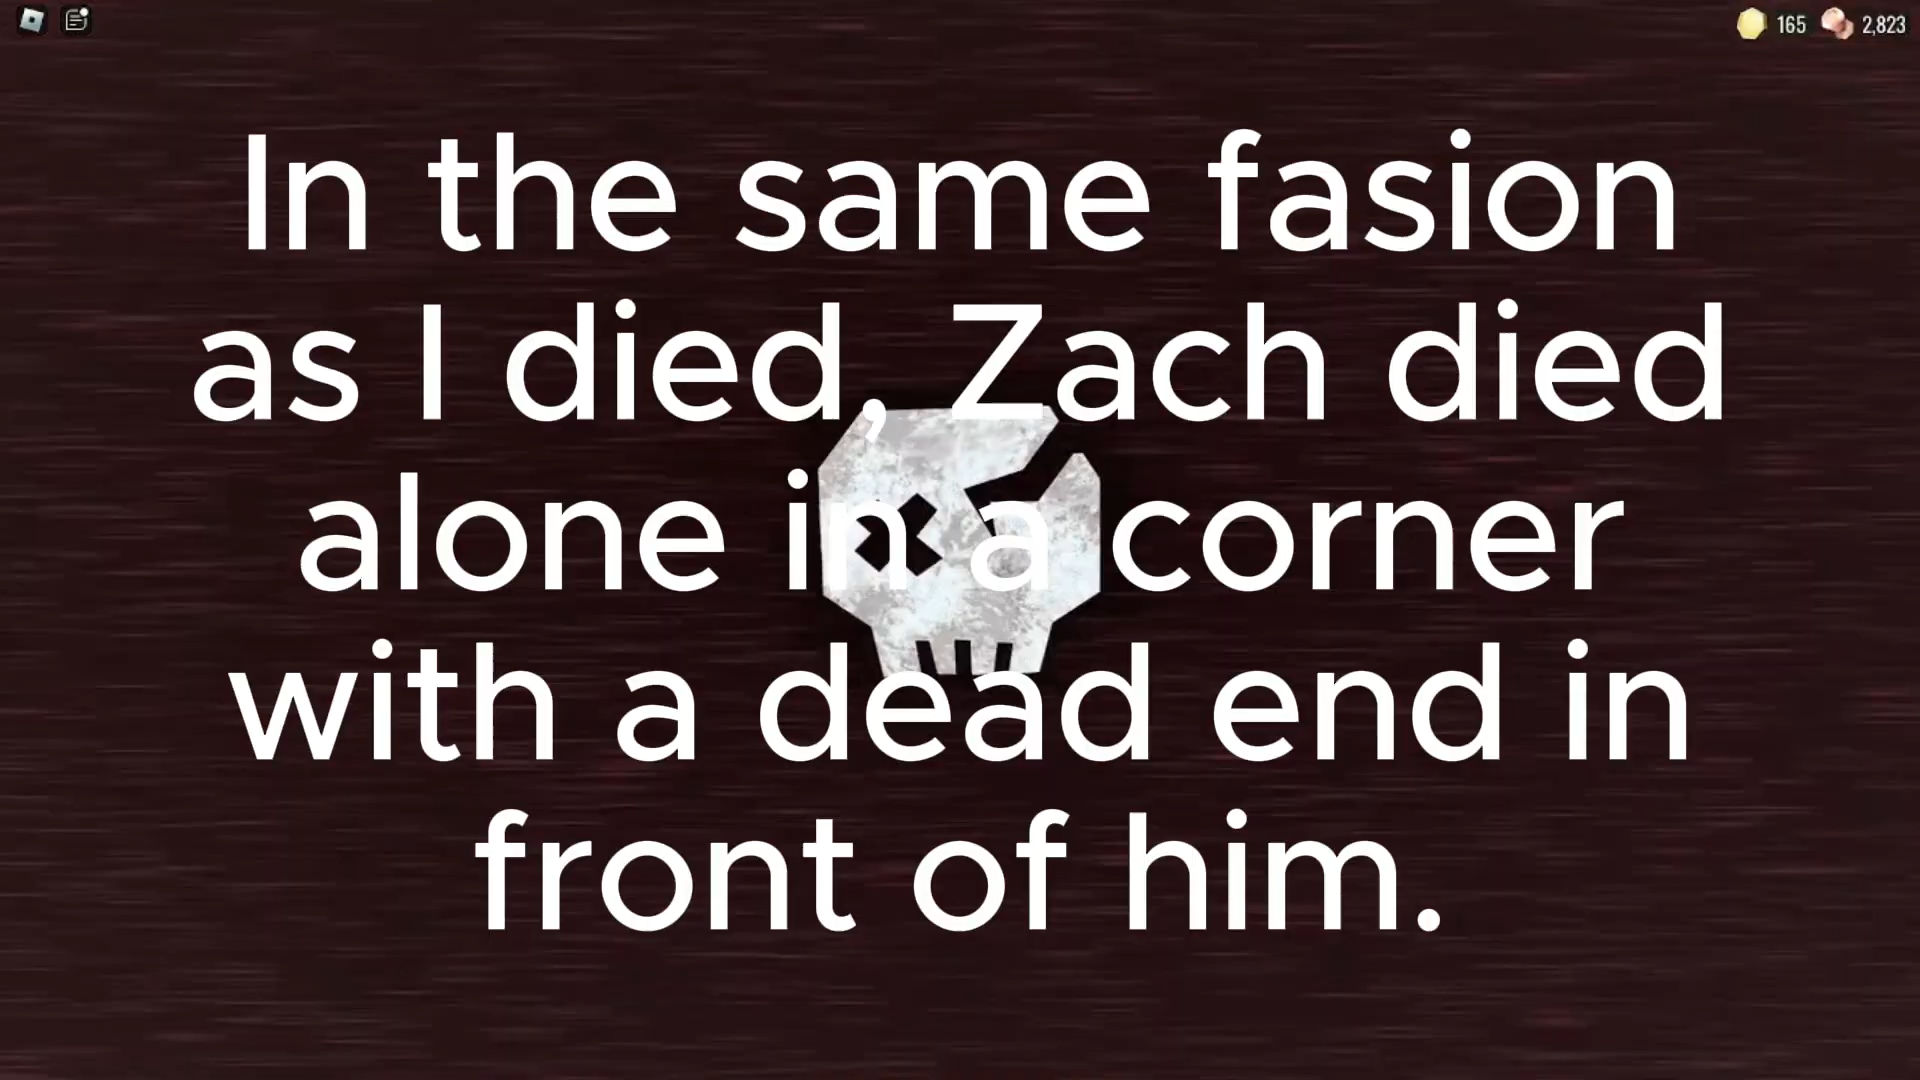 165 2,823
In the same fasion
as I died, Zach died
alone in a corner
with a dead end in
front of him.